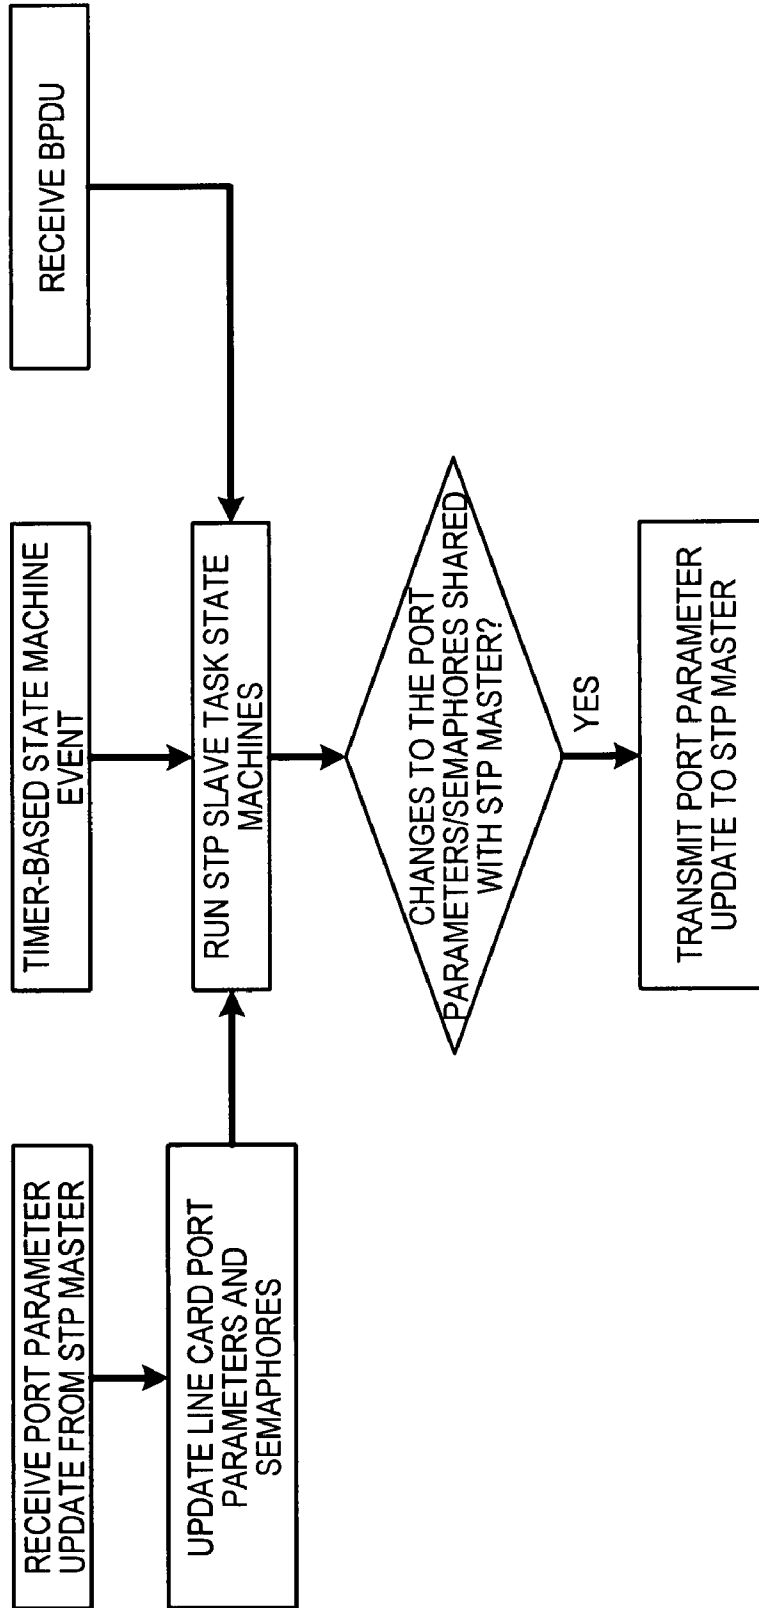 RECEIVE PORT PARAMETER
UPDATE FROM STP MASTER
TIMER-BASED STATE MACHINE
EVENT
RECEIVE BPDU
UPDATE LINE CARD PORT
PARAMETERS AND
SEMAPHORES
RUN STP SLAVE TASK STATE
MACHINES
CHANGES TO THE PORT
PARAMETERS/SEMAPHORES SHARED
WITH STP MASTER?
YES
TRANSMIT PORT PARAMETER
UPDATE TO STP MASTER